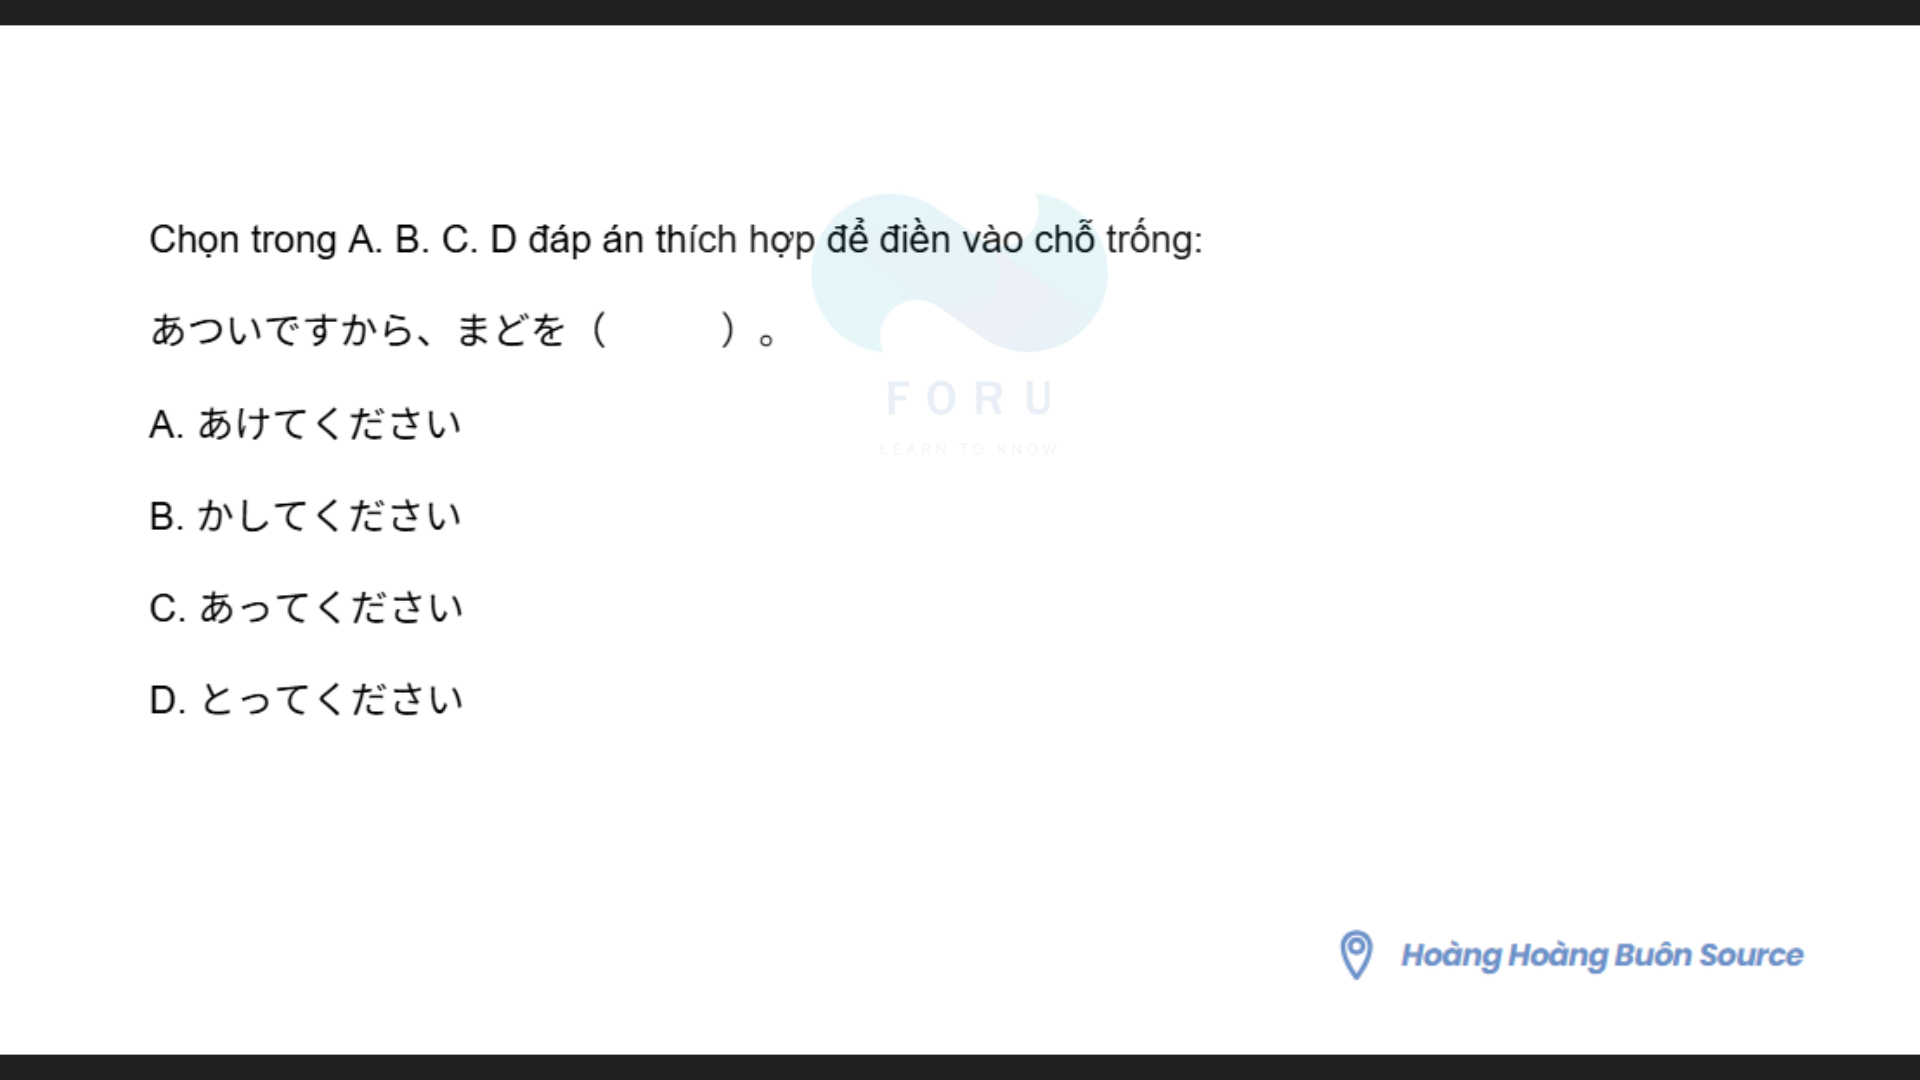 Chọn trong A. B. C. D đáp án thích hợp để điền vào chỗ trống:
あついですから、まどを（　　　）。
A. あけてください
B. かしてください
C. あってください
D. とってください
FORU
LEARN TO KNOW
Hoàng Hoàng Buôn Source